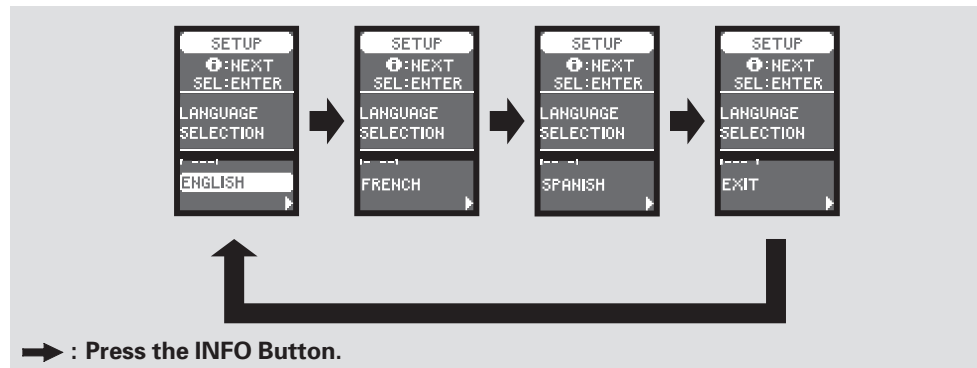 SETUP
i:NEXT
SEL:ENTER
LANGUAGE
SELECTION
ENGLISH
SETUP
i:NEXT
SEL:ENTER
LANGUAGE
SELECTION
FRENCH
SETUP
i:NEXT
SEL:ENTER
LANGUAGE
SELECTION
SPANISH
SETUP
i:NEXT
SEL:ENTER
LANGUAGE
SELECTION
EXIT
: Press the INFO Button.